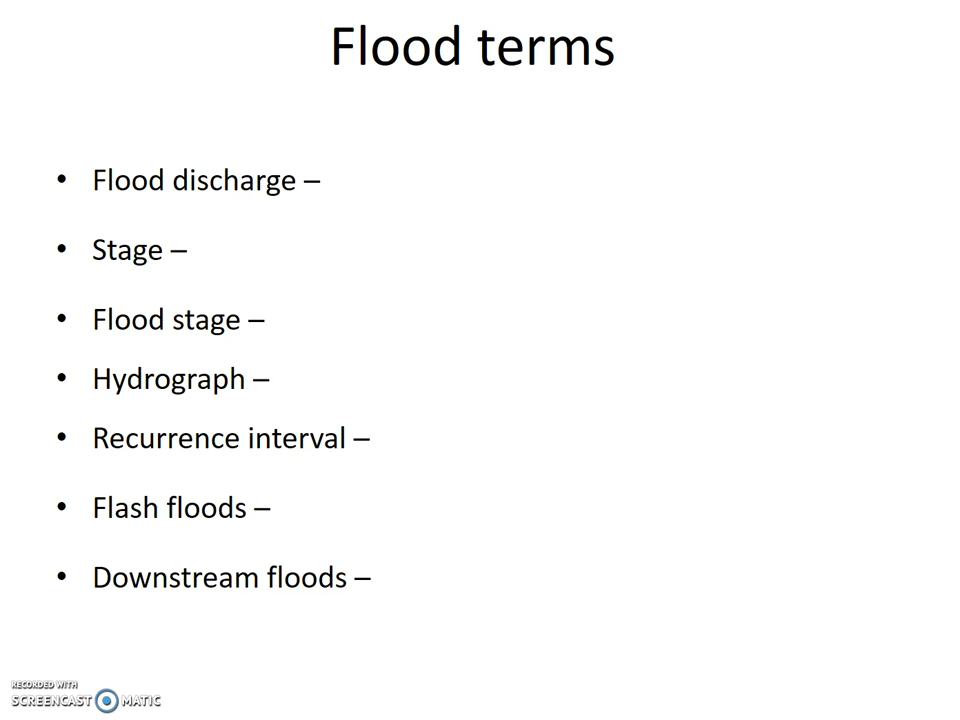 Flood terms
• Flood discharge –
• Stage –
• Flood stage –
• Hydrograph –
• Recurrence interval –
• Flash floods –
• Downstream floods –
RECORDED WITH
SCREENCAST MATIC